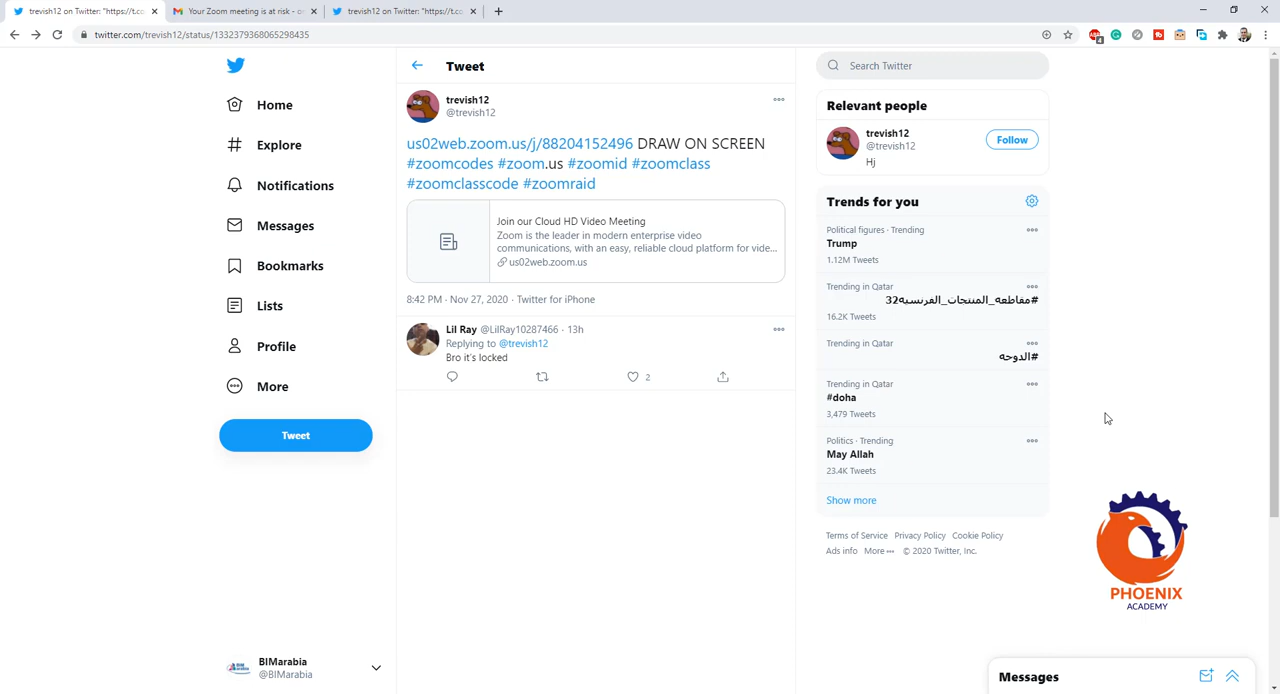 trevish12 on Twitter: "https://t.co
Your Zoom meeting is at risk - o
trevish12 on Twitter: "https://t.co
twitter.com/trevish12/status/1332379368065298435
Home
Explore
Notifications
Messages
Bookmarks
Lists
Profile
More
Tweet
BIMarabia
@BIMarabia
Tweet
trevish12
@trevish12
us02web.zoom.us/j/88204152496 DRAW ON SCREEN
#zoomcodes #zoom.us #zoomid #zoomclass
#zoomclasscode #zoomraid
Join our Cloud HD Video Meeting
Zoom is the leader in modern enterprise video
communications, with an easy, reliable cloud platform for vide...
us02web.zoom.us
8:42 PM · Nov 27, 2020 · Twitter for iPhone
Lil Ray @LilRay10287466 · 13h
Replying to @trevish12
Bro it's locked
2
Search Twitter
Relevant people
trevish12
@trevish12
Follow
Hj
Trends for you
Political figures · Trending
Trump
1.12M Tweets
Trending in Qatar
#مقاطعه_المنتجات_الفرنسيه32
16.2K Tweets
Trending in Qatar
#الدوحه
Trending in Qatar
#doha
3,479 Tweets
Politics · Trending
May Allah
23.4K Tweets
Show more
Terms of Service Privacy Policy Cookie Policy
Ads info More © 2020 Twitter, Inc.
PHOENIX
ACADEMY
Messages